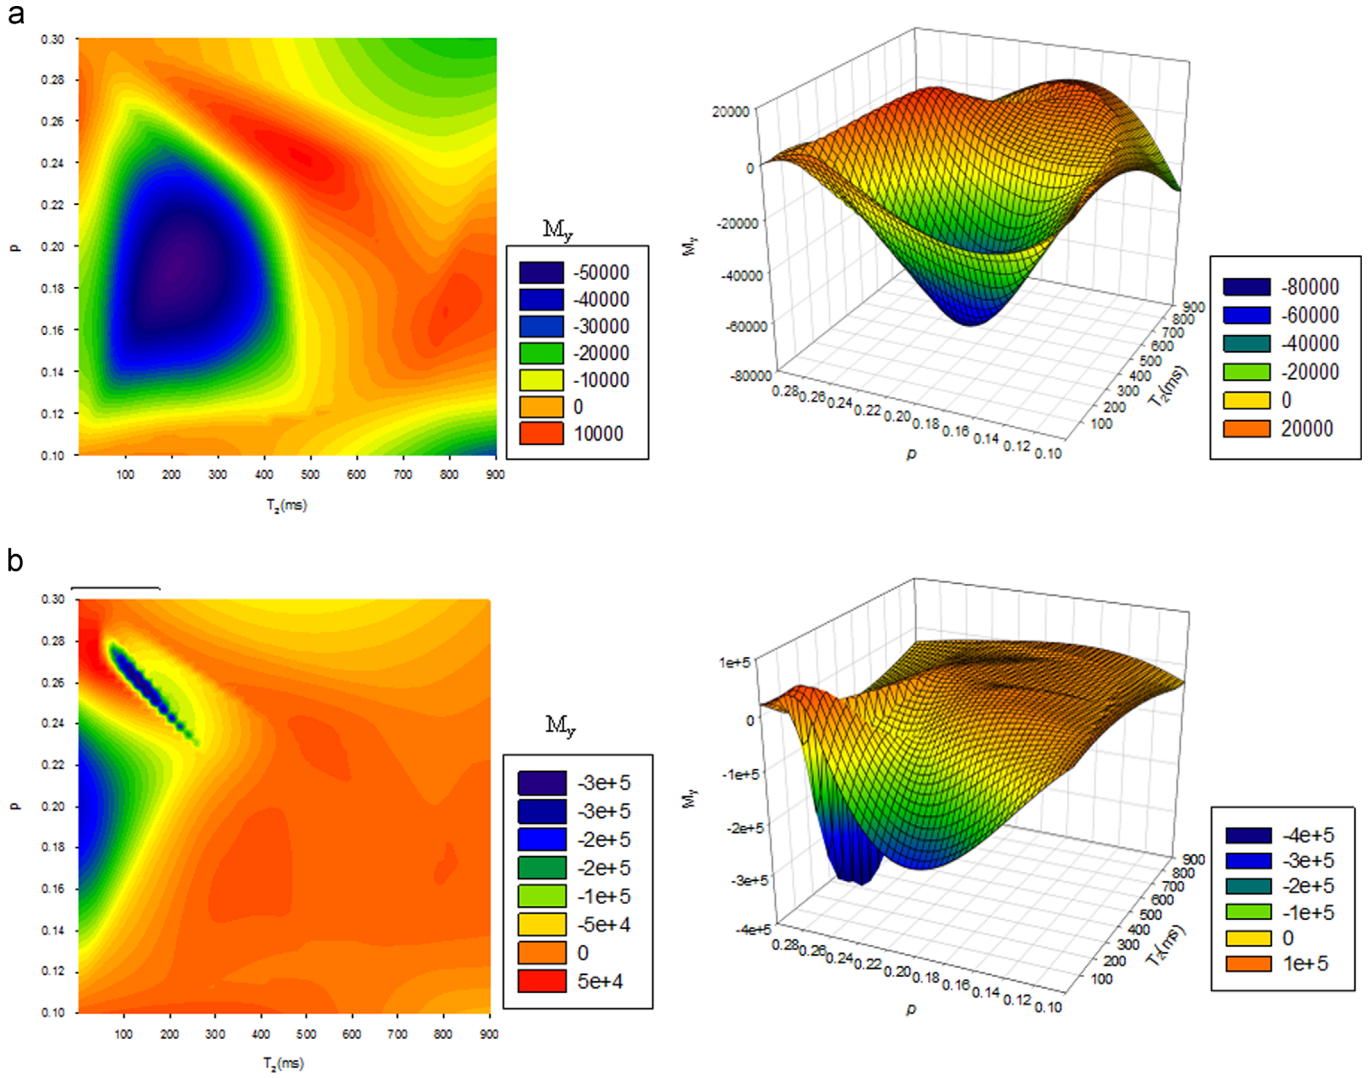 a
0.30
0.28
0.26
0.24
0.22
0.20
0.18
0.16
0.14
0.12
0.10
p
100 200 300 400 500 600 700 800 900
T2(ms)
My
-50000
-40000
-30000
-20000
-10000
0
10000
20000
0
-20000
-40000
-60000
-80000
My
0.28 0.26 0.24 0.22 0.20 0.18 0.16 0.14 0.12 0.10
p
100 200 300 400 500 600 700 800 900
T2(ms)
-80000
-60000
-40000
-20000
0
20000
b
0.30
0.28
0.26
0.24
0.22
0.20
0.18
0.16
0.14
0.12
0.10
p
100 200 300 400 500 600 700 800 900
T2(ms)
My
-3e+5
-3e+5
-2e+5
-2e+5
-1e+5
-5e+4
0
5e+4
1e+5
0
-1e+5
-2e+5
-3e+5
-4e+5
My
0.28 0.26 0.24 0.22 0.20 0.18 0.16 0.14 0.12 0.10
p
100 200 300 400 500 600 700 800 900
T2(ms)
-4e+5
-3e+5
-2e+5
-1e+5
0
1e+5